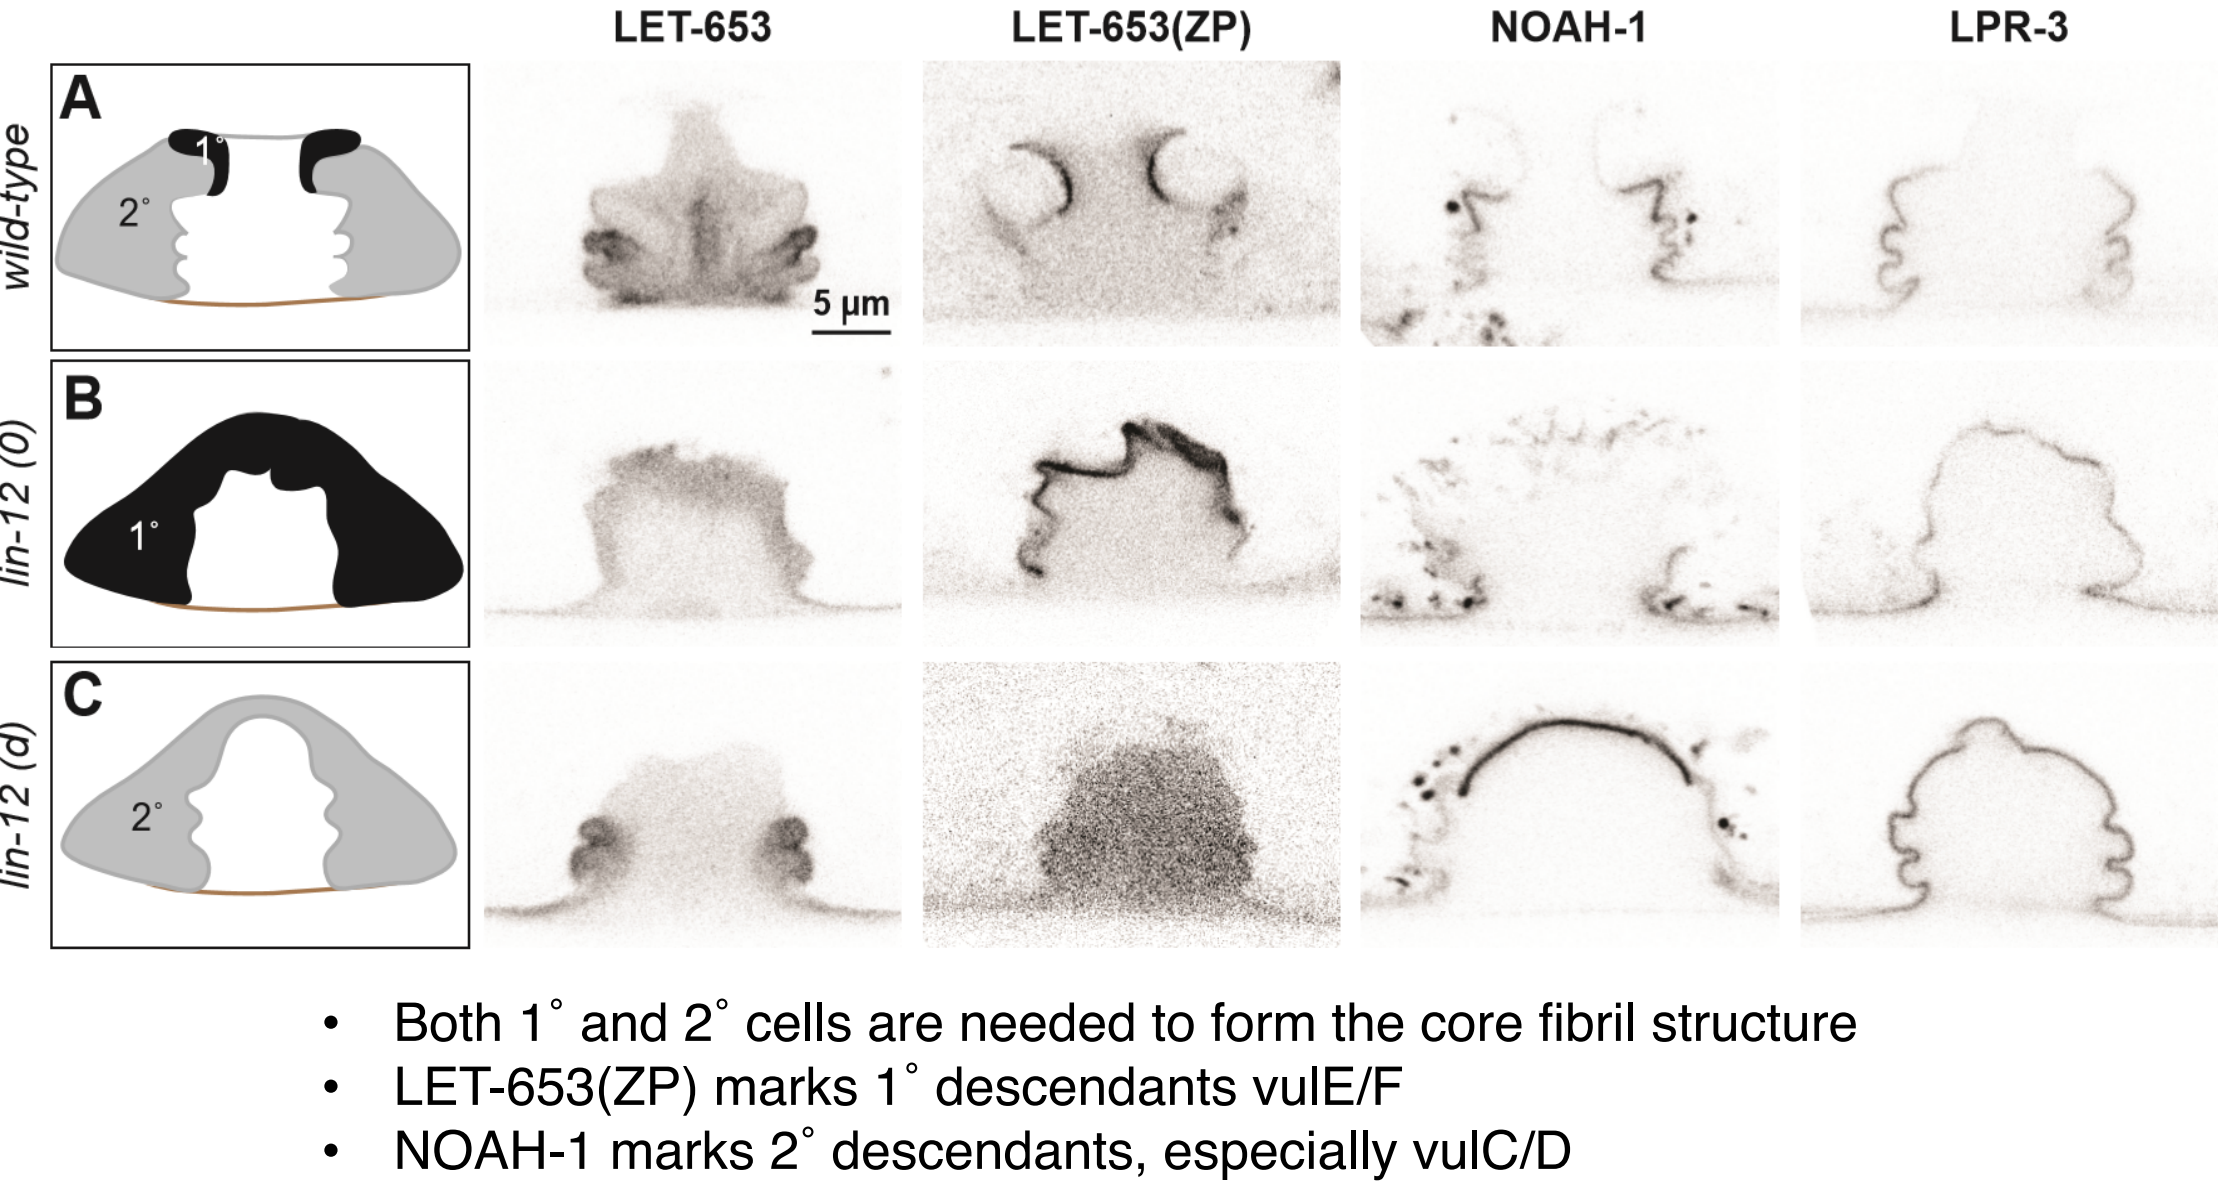 LET-653 LET-653(ZP) NOAH-1 LPR-3
wild-type
A
1°
2°
5 µm
lin-12 (0)
B
1°
lin-12 (d)
C
2°
• Both 1° and 2° cells are needed to form the core fibril structure
• LET-653(ZP) marks 1° descendants vulE/F
• NOAH-1 marks 2° descendants, especially vulC/D